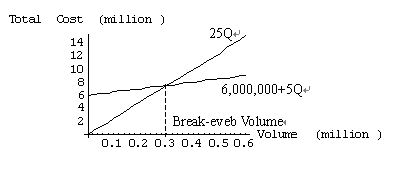 Total Cost (million )
25Q
14
12
10
8
6
4
2
6,000,000+5Q
Break-eveb Volume
Volume (million )
0.1 0.2 0.3 0.4 0.5 0.6